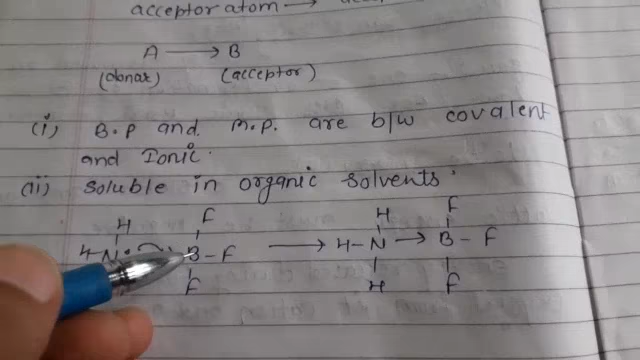 acceptor atom →
A → B
(donar) (acceptor)
(i) B.P and M.P. are b/w covalent
and Ionic.
(ii) Soluble in organic solvents.
H F H F
H-N: B-F → H-N → B-F
F H F